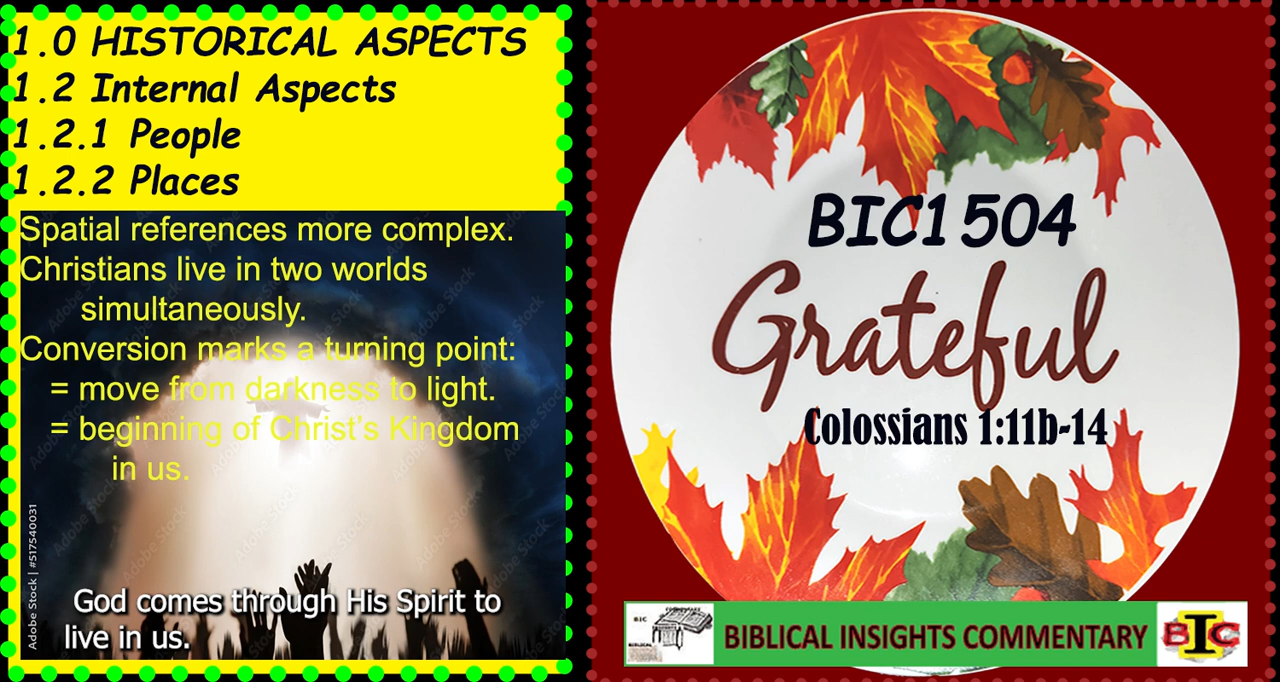 1.0 HISTORICAL ASPECTS
1.2 Internal Aspects
1.2.1 People
1.2.2 Places
Spatial references more complex.
Christians live in two worlds
simultaneously.
Conversion marks a turning point:
= move from darkness to light.
= beginning of Christ's Kingdom
in us.
God comes through His Spirit to
live in us.
Adobe Stock | #517540031
BIC1504
Grateful
Colossians 1:11b-14
BIC
BIBLICAL INSIGHTS COMMENTARY
BIC